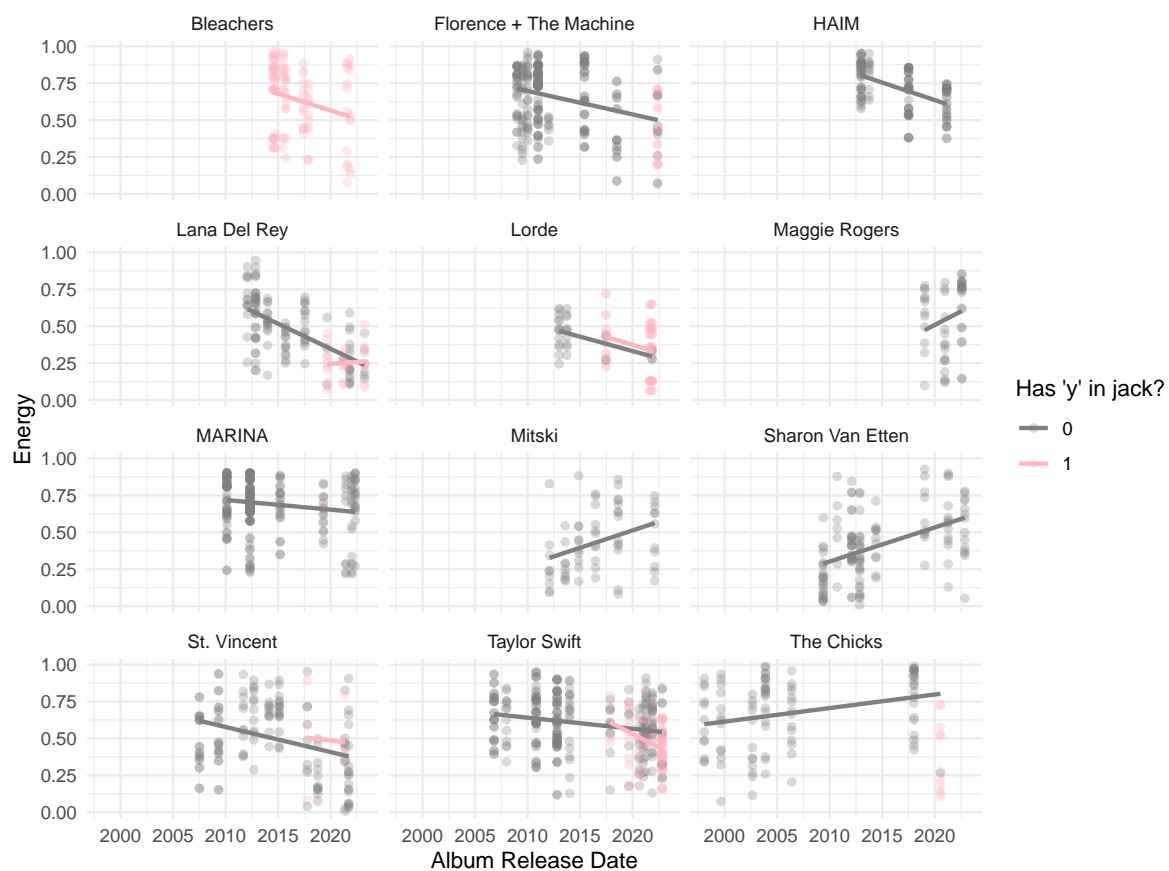 Bleachers Florence + The Machine HAIM
1.00
0.75
0.50
0.25
0.00
Lana Del Rey Lorde Maggie Rogers
1.00
0.75
0.50
0.25
0.00
MARINA Mitski Sharon Van Etten
1.00
0.75
0.50
0.25
0.00
St. Vincent Taylor Swift The Chicks
1.00
0.75
0.50
0.25
0.00
2000 2005 2010 2015 2020 2000 2005 2010 2015 2020 2000 2005 2010 2015 2020
Album Release Date
Energy
Has 'y' in jack?
0
1